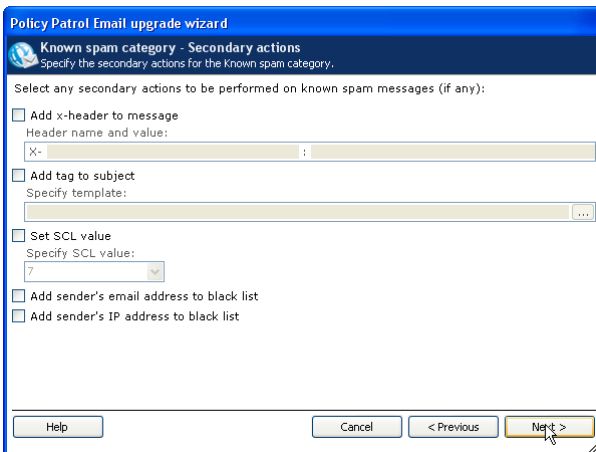 Policy Patrol Email upgrade wizard
Known spam category - Secondary actions
Specify the secondary actions for the Known spam category.
Select any secondary actions to be performed on known spam messages (if any):
Add x-header to message
Header name and value:
X- :
Add tag to subject
Specify template:
...
Set SCL value
Specify SCL value:
7
Add sender's email address to black list
Add sender's IP address to black list
Help Cancel < Previous Next >